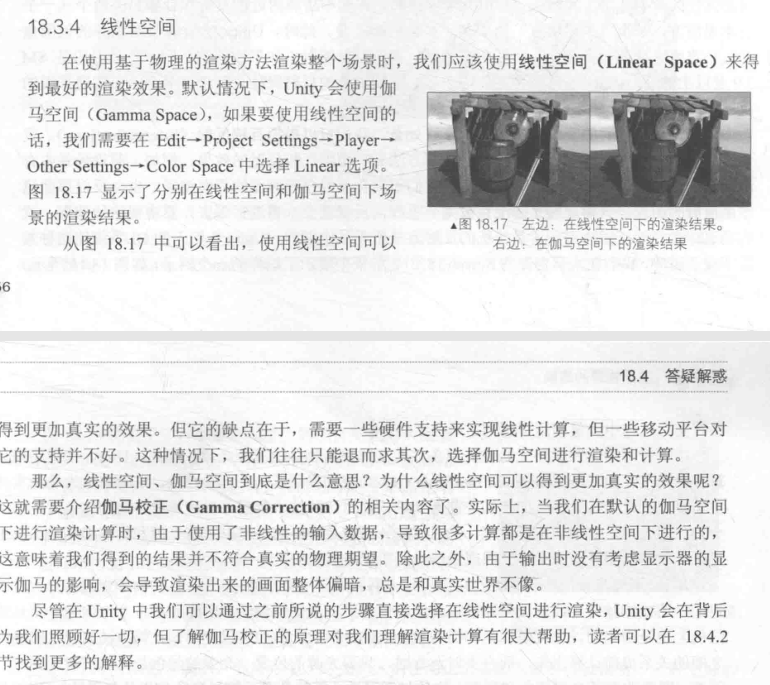 18.3.4 线性空间
在使用基于物理的渲染方法渲染整个场景时，我们应该使用线性空间（Linear Space）来得
到最好的渲染效果。默认情况下，Unity 会使用伽
马空间（Gamma Space），如果要使用线性空间的
话，我们需要在 Edit→Project Settings→Player→
Other Settings→Color Space 中选择 Linear 选项。
图 18.17 显示了分别在线性空间和伽马空间下场
景的渲染结果。
▲图 18.17 左边：在线性空间下的渲染结果。
右边：在伽马空间下的渲染结果
从图 18.17 中可以看出，使用线性空间可以
66
18.4 答疑解惑
得到更加真实的效果。但它的缺点在于，需要一些硬件支持来实现线性计算，但一些移动平台对
它的支持并不好。这种情况下，我们往往只能退而求其次，选择伽马空间进行渲染和计算。
那么，线性空间、伽马空间到底是什么意思？为什么线性空间可以得到更加真实的效果呢？
这就需要介绍伽马校正（Gamma Correction）的相关内容了。实际上，当我们在默认的伽马空间
下进行渲染计算时，由于使用了非线性的输入数据，导致很多计算都是在非线性空间下进行的，
这意味着我们得到的结果并不符合真实的物理期望。除此之外，由于输出时没有考虑显示器的显
示伽马的影响，会导致渲染出来的画面整体偏暗，总是和真实世界不像。
尽管在 Unity 中我们可以通过之前所说的步骤直接选择在线性空间进行渲染，Unity 会在背后
为我们照顾好一切，但了解伽马校正的原理对我们理解渲染计算有很大帮助，读者可以在 18.4.2
节找到更多的解释。